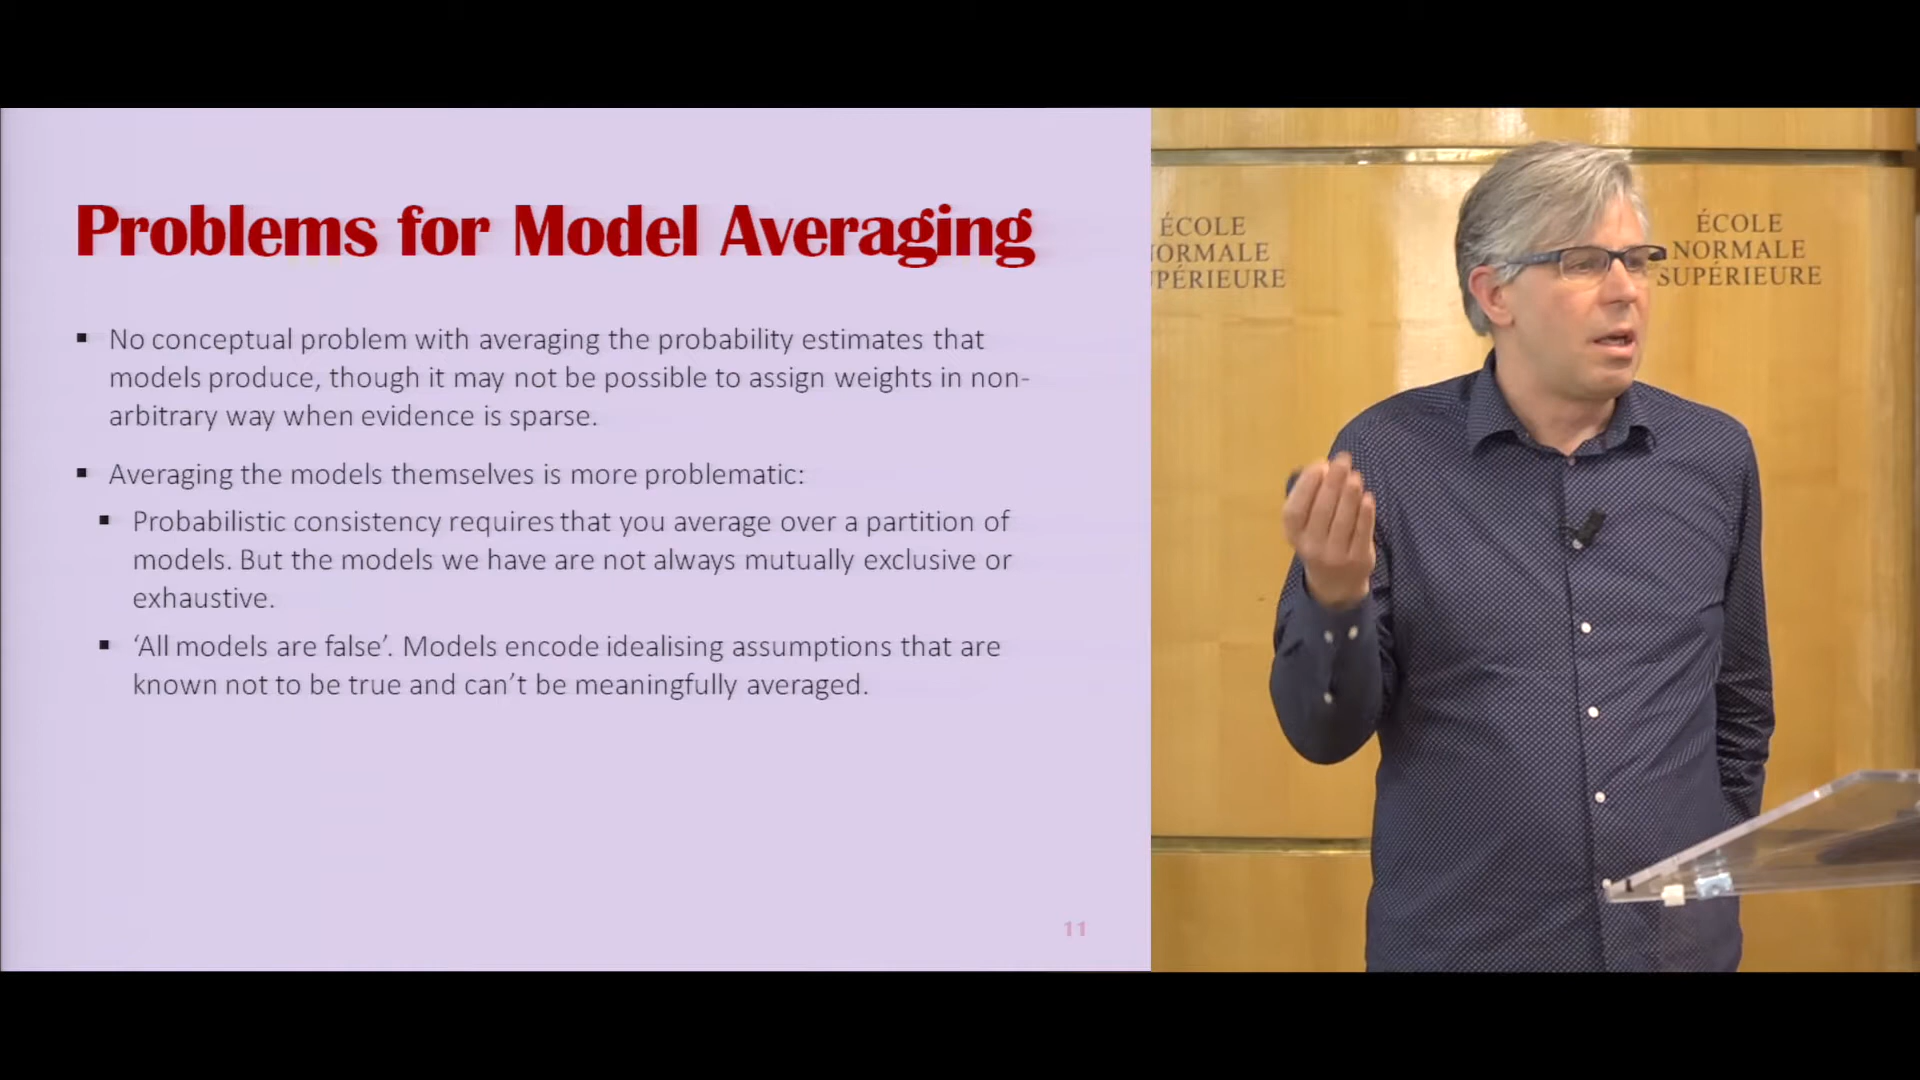 Problems for Model Averaging
▪ No conceptual problem with averaging the probability estimates that
models produce, though it may not be possible to assign weights in non-
arbitrary way when evidence is sparse.
▪ Averaging the models themselves is more problematic:
▪ Probabilistic consistency requires that you average over a partition of
models. But the models we have are not always mutually exclusive or
exhaustive.
▪ ‘All models are false’. Models encode idealising assumptions that are
known not to be true and can’t be meaningfully averaged.
11
ÉCOLE
NORMALE
SUPÉRIEURE
ÉCOLE
NORMALE
SUPÉRIEURE